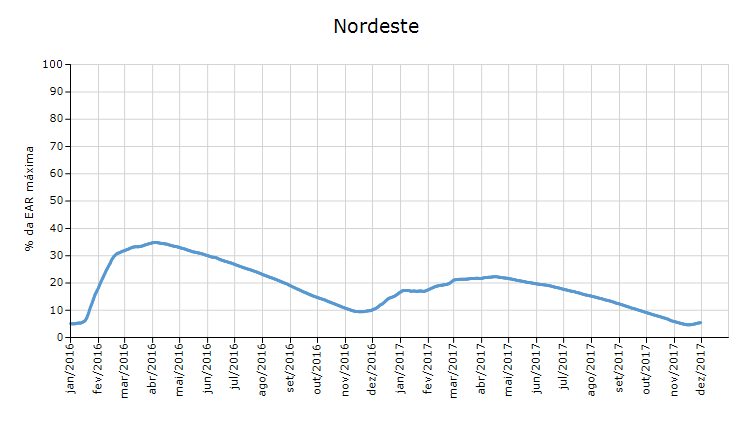 Nordeste
% da EAR máxima
100
90
80
70
60
50
40
30
20
10
0
jan/2016
fev/2016
mar/2016
abr/2016
mai/2016
jun/2016
jul/2016
ago/2016
set/2016
out/2016
nov/2016
dez/2016
jan/2017
fev/2017
mar/2017
abr/2017
mai/2017
jun/2017
jul/2017
ago/2017
set/2017
out/2017
nov/2017
dez/2017